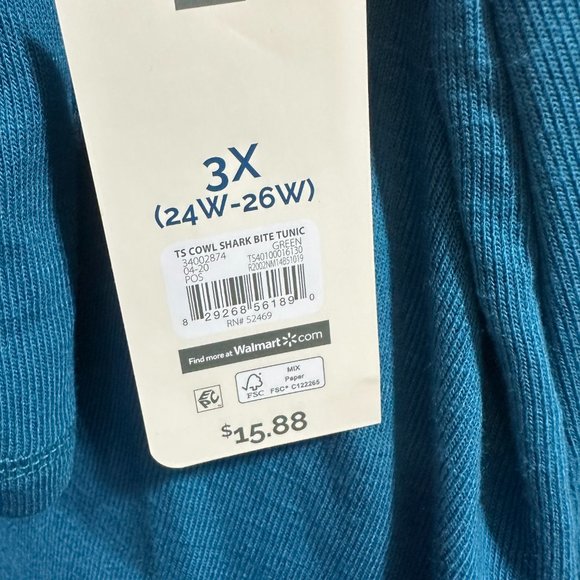 3X
(24W-26W)
TS COWL SHARK BITE TUNIC
34002874 GREEN
04-20 TS40100016130
POS R2002NM14851019
8 29268 56189 0
RN# 52469
Find more at Walmart.com
FSC
MIX
Paper
FSC® C122265
$15.88